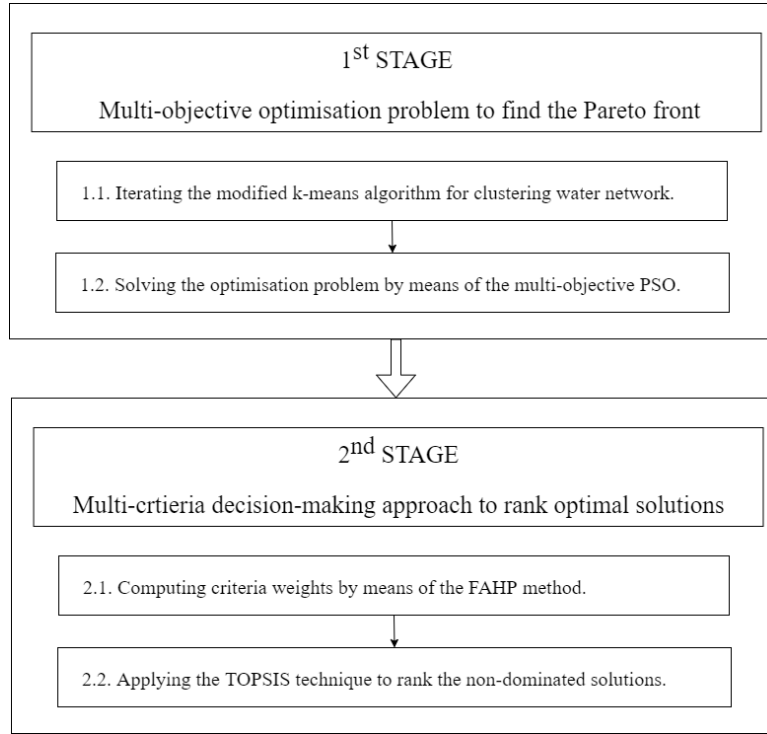 1st STAGE
Multi-objective optimisation problem to find the Pareto front
1.1. Iterating the modified k-means algorithm for clustering water network.
1.2. Solving the optimisation problem by means of the multi-objective PSO.
2nd STAGE
Multi-crtieria decision-making approach to rank optimal solutions
2.1. Computing criteria weights by means of the FAHP method.
2.2. Applying the TOPSIS technique to rank the non-dominated solutions.